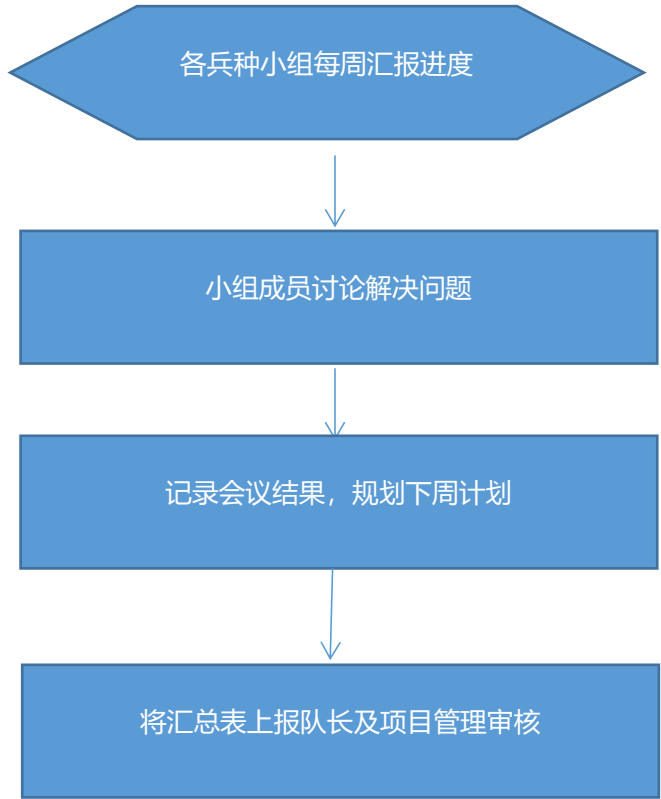 各兵种小组每周汇报进度
小组成员讨论解决问题
记录会议结果，规划下周计划
将汇总表上报队长及项目管理审核